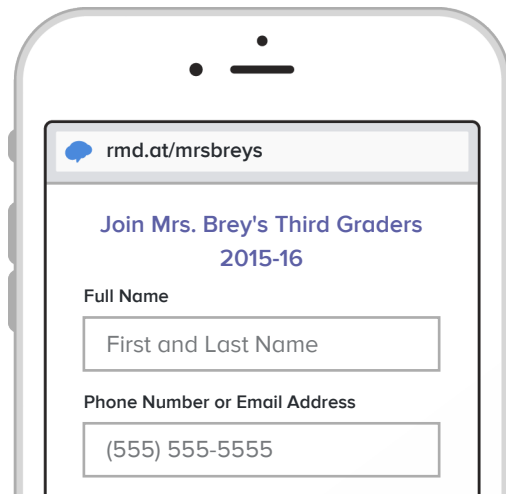 rmd.at/mrsbreys
Join Mrs. Brey's Third Graders
2015-16
Full Name
First and Last Name
Phone Number or Email Address
(555) 555-5555